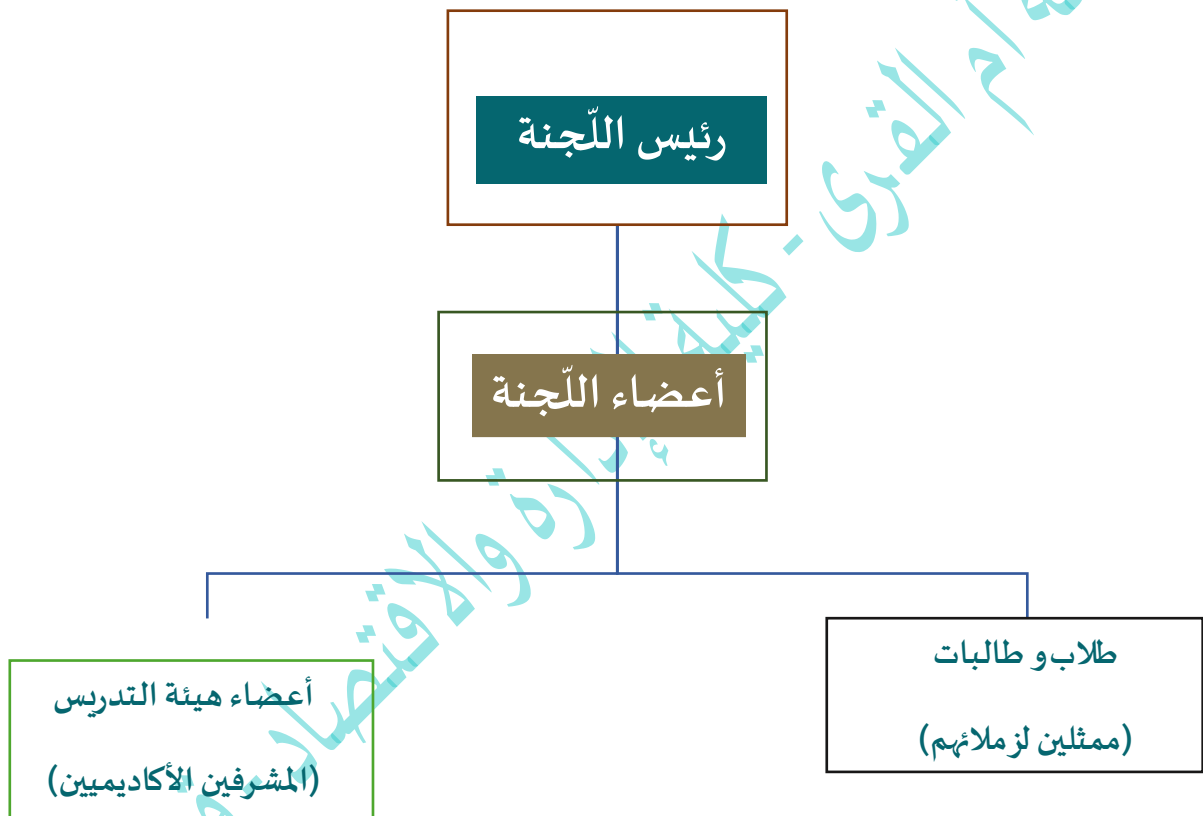 رئيس اللّجنة
أعضاء اللّجنة
طلاب و طالبات
(ممثلين لزملائهم)
أعضاء هيئة التدريس
(المشرفين الأكاديميين)
أم القرى - كلية إدارة والاقتصاد -